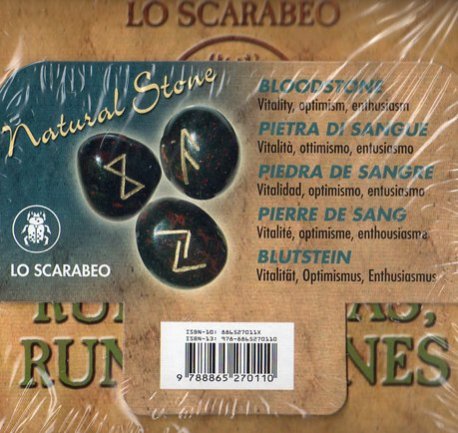 LO SCARABEO
Natural Stone
BLOODSTONE
Vitality, optimism, enthusiasm
PIETRA DI SANGUE
Vitalità, ottimismo, entusiasmo
PIEDRA DE SANGRE
Vitalidad, optimismo, entusiasmo
PIERRE DE SANG
Vitalité, optimisme, enthousiasme
BLUTSTEIN
Vitalität, Optimismus, Enthusiasmus
LO SCARABEO
ISBN-10: 886527011X
ISBN-13: 978-8865270110
9 788865 270110